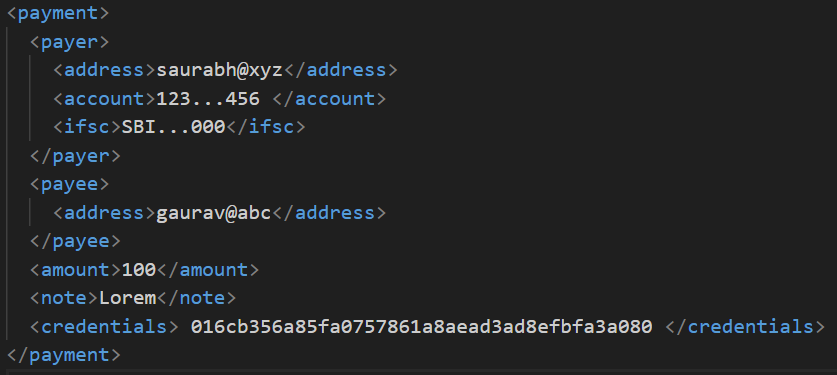 <payment>
<payer>
<address>saurabh@xyz</address>
<account>123...456 </account>
<ifsc>SBI...000</ifsc>
</payer>
<payee>
<address>gaurav@abc</address>
</payee>
<amount>100</amount>
<note>Lorem</note>
<credentials> 016cb356a85fa0757861a8aead3ad8efbfa3a080 </credentials>
</payment>